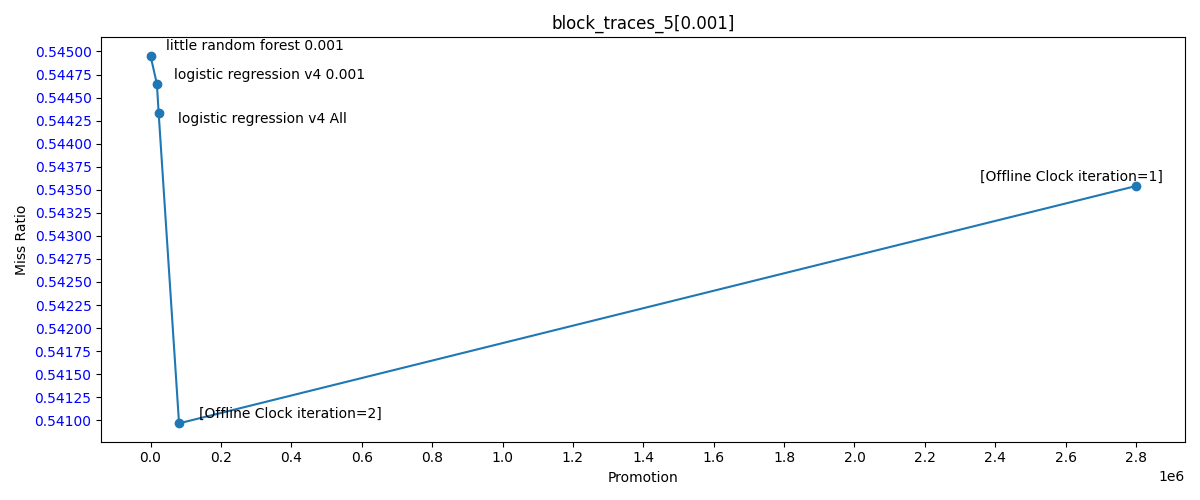 block_traces_5[0.001]
0.54500
0.54475
0.54450
0.54425
0.54400
0.54375
0.54350
0.54325
0.54300
0.54275
0.54250
0.54225
0.54200
0.54175
0.54150
0.54125
0.54100
Miss Ratio
little random forest 0.001
logistic regression v4 0.001
logistic regression v4 All
[Offline Clock iteration=1]
[Offline Clock iteration=2]
0.0 0.2 0.4 0.6 0.8 1.0 1.2 1.4 1.6 1.8 2.0 2.2 2.4 2.6 2.8
Promotion
1e6